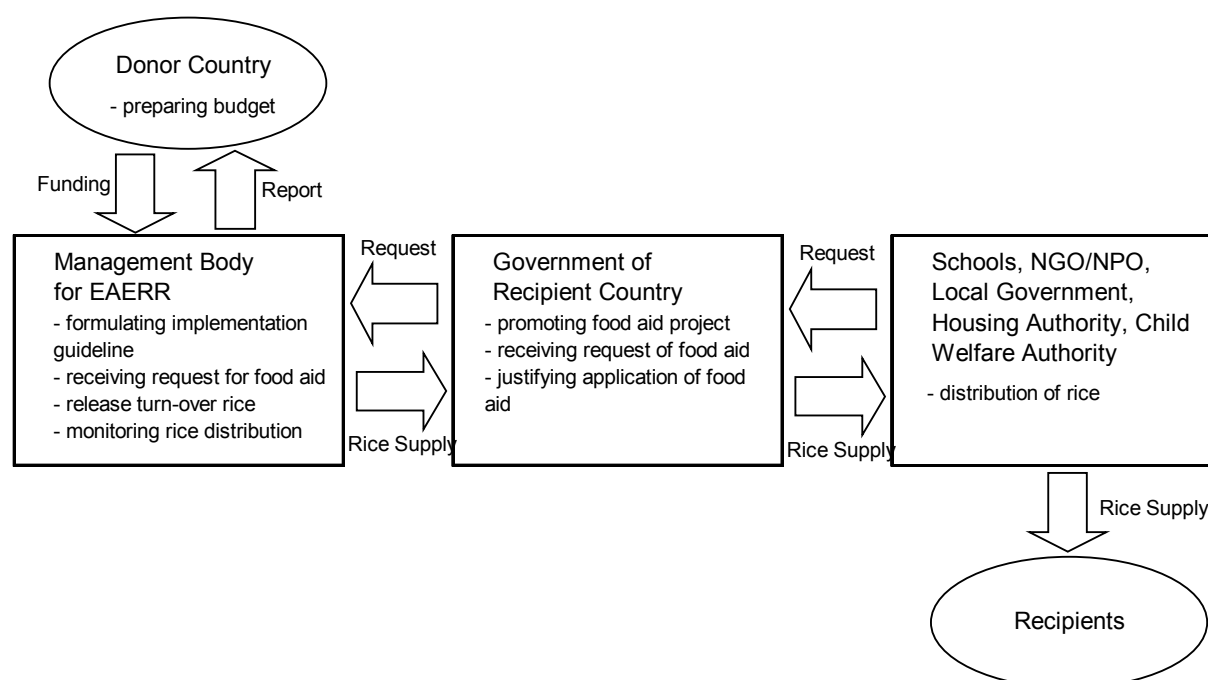 Donor Country
- preparing budget
Funding
Report
Management Body
for EAERR
- formulating implementation
guideline
- receiving request for food aid
- release turn-over rice
- monitoring rice distribution
Request
Rice Supply
Government of
Recipient Country
- promoting food aid project
- receiving request of food aid
- justifying application of food
aid
Request
Rice Supply
Schools, NGO/NPO,
Local Government,
Housing Authority, Child
Welfare Authority
- distribution of rice
Rice Supply
Recipients